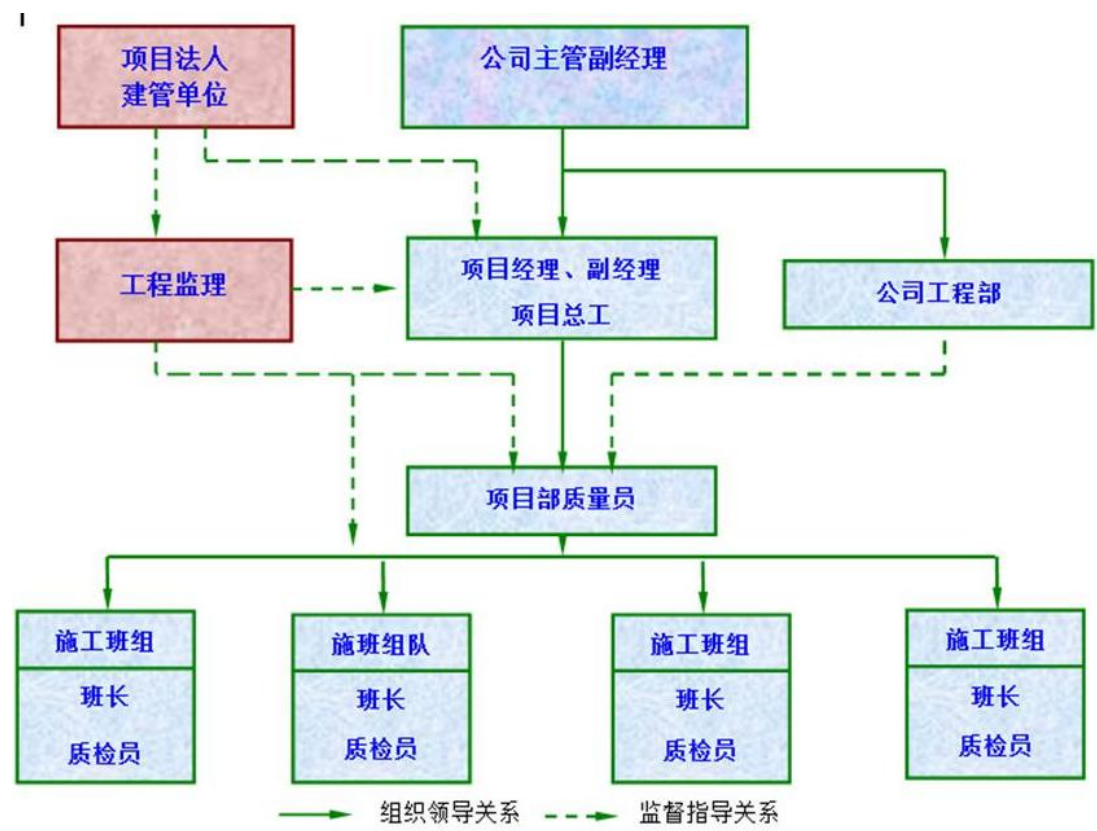 项目法人
建管单位
公司主管副经理
工程监理
项目经理、副经理
项目总工
公司工程部
项目部质量员
施工班组
班长
质检员
施班组队
班长
质检员
施工班组
班长
质检员
施工班组
班长
质检员
组织领导关系
监督指导关系